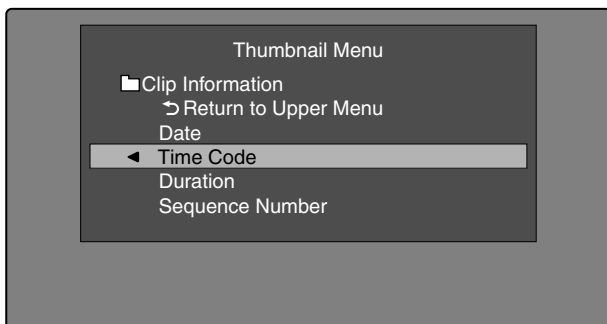 Thumbnail Menu
Clip Information
Return to Upper Menu
Date
Time Code
Duration
Sequence Number